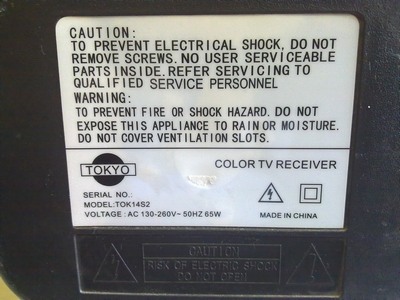 CAUTION:
TO PREVENT ELECTRICAL SHOCK, DO NOT
REMOVE SCREWS. NO USER SERVICEABLE
PARTS INSIDE. REFER SERVICING TO
QUALIFIED SERVICE PERSONNEL
WARNING:
TO PREVENT FIRE OR SHOCK HAZARD. DO NOT
EXPOSE THIS APPLIANCE TO RAIN OR MOISTURE.
DO NOT COVER VENTILATION SLOTS.
TOKYO
COLOR TV RECEIVER
SERIAL NO.:
MODEL:TOK14S2
VOLTAGE : AC 130-260V~ 50HZ 65W
MADE IN CHINA
CAUTION
RISK OF ELECTRIC SHOCK
DO NOT OPEN